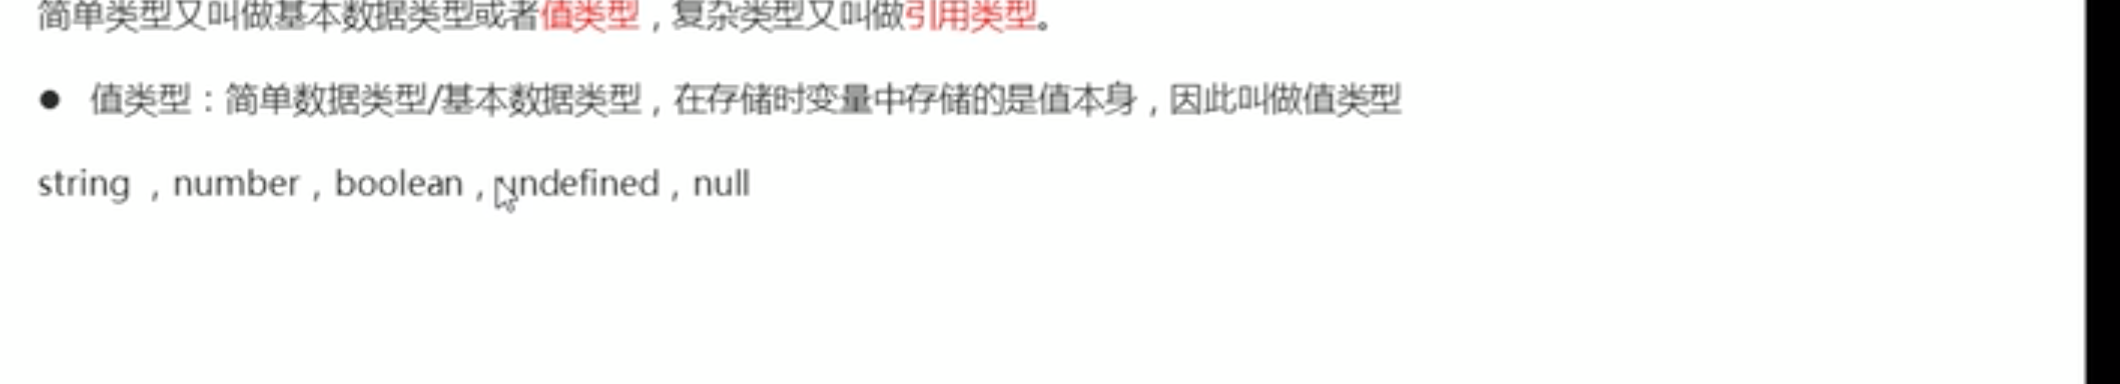 简单类型又叫做基本数据类型或者值类型，复杂类型又叫做引用类型。
● 值类型：简单数据类型/基本数据类型，在存储时变量中存储的是值本身，因此叫做值类型
string ，number，boolean，undefined，null